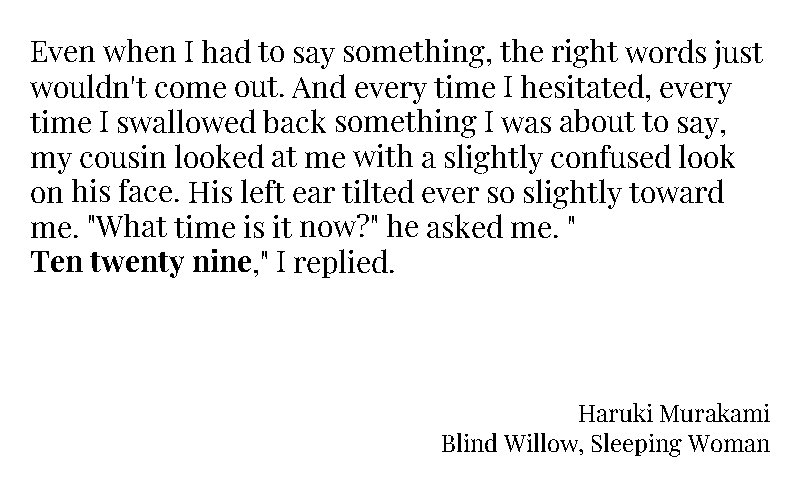 Even when I had to say something, the right words just
wouldn't come out. And every time I hesitated, every
time I swallowed back something I was about to say,
my cousin looked at me with a slightly confused look
on his face. His left ear tilted ever so slightly toward
me. "What time is it now?" he asked me. "
Ten twenty nine," I replied.
Haruki Murakami
Blind Willow, Sleeping Woman